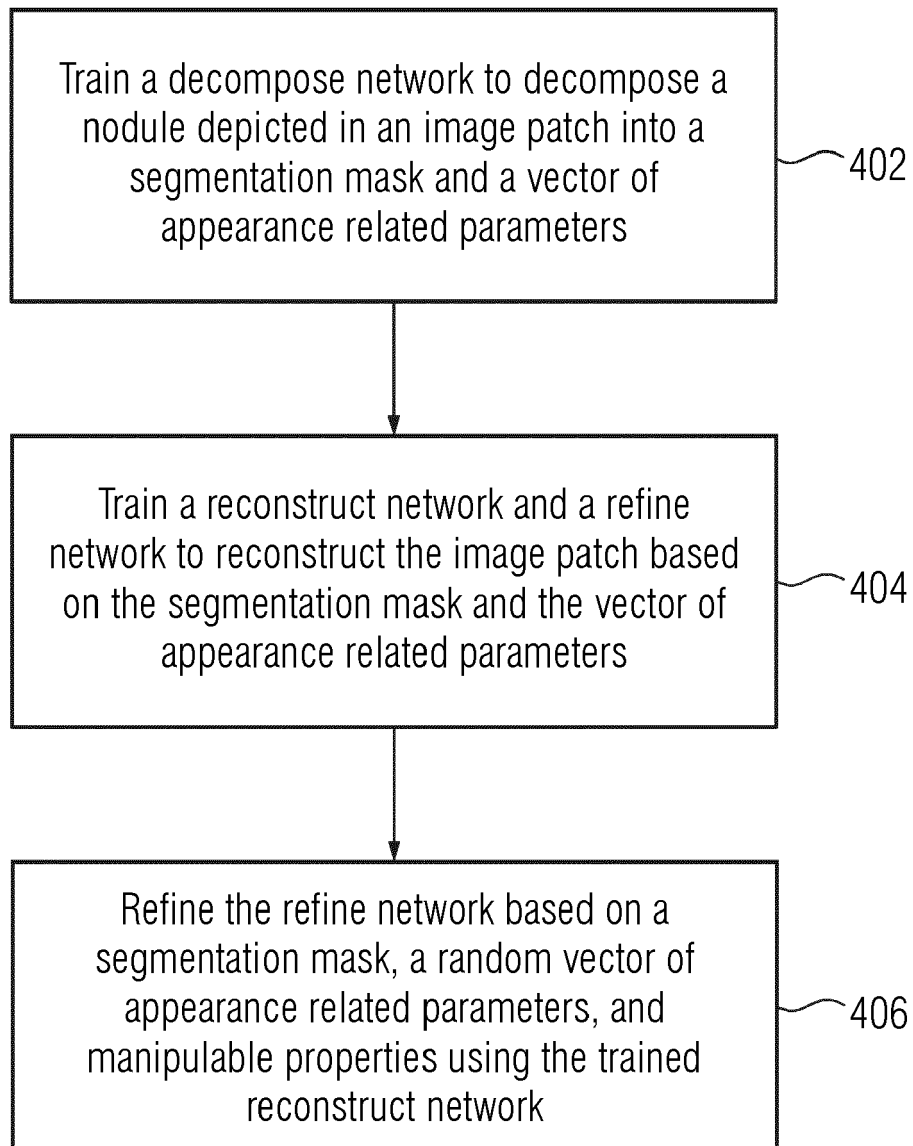 Train a decompose network to decompose a
nodule depicted in an image patch into a
segmentation mask and a vector of
appearance related parameters
402
Train a reconstruct network and a refine
network to reconstruct the image patch based
on the segmentation mask and the vector of
appearance related parameters
404
Refine the refine network based on a
segmentation mask, a random vector of
appearance related parameters, and
manipulable properties using the trained
reconstruct network
406